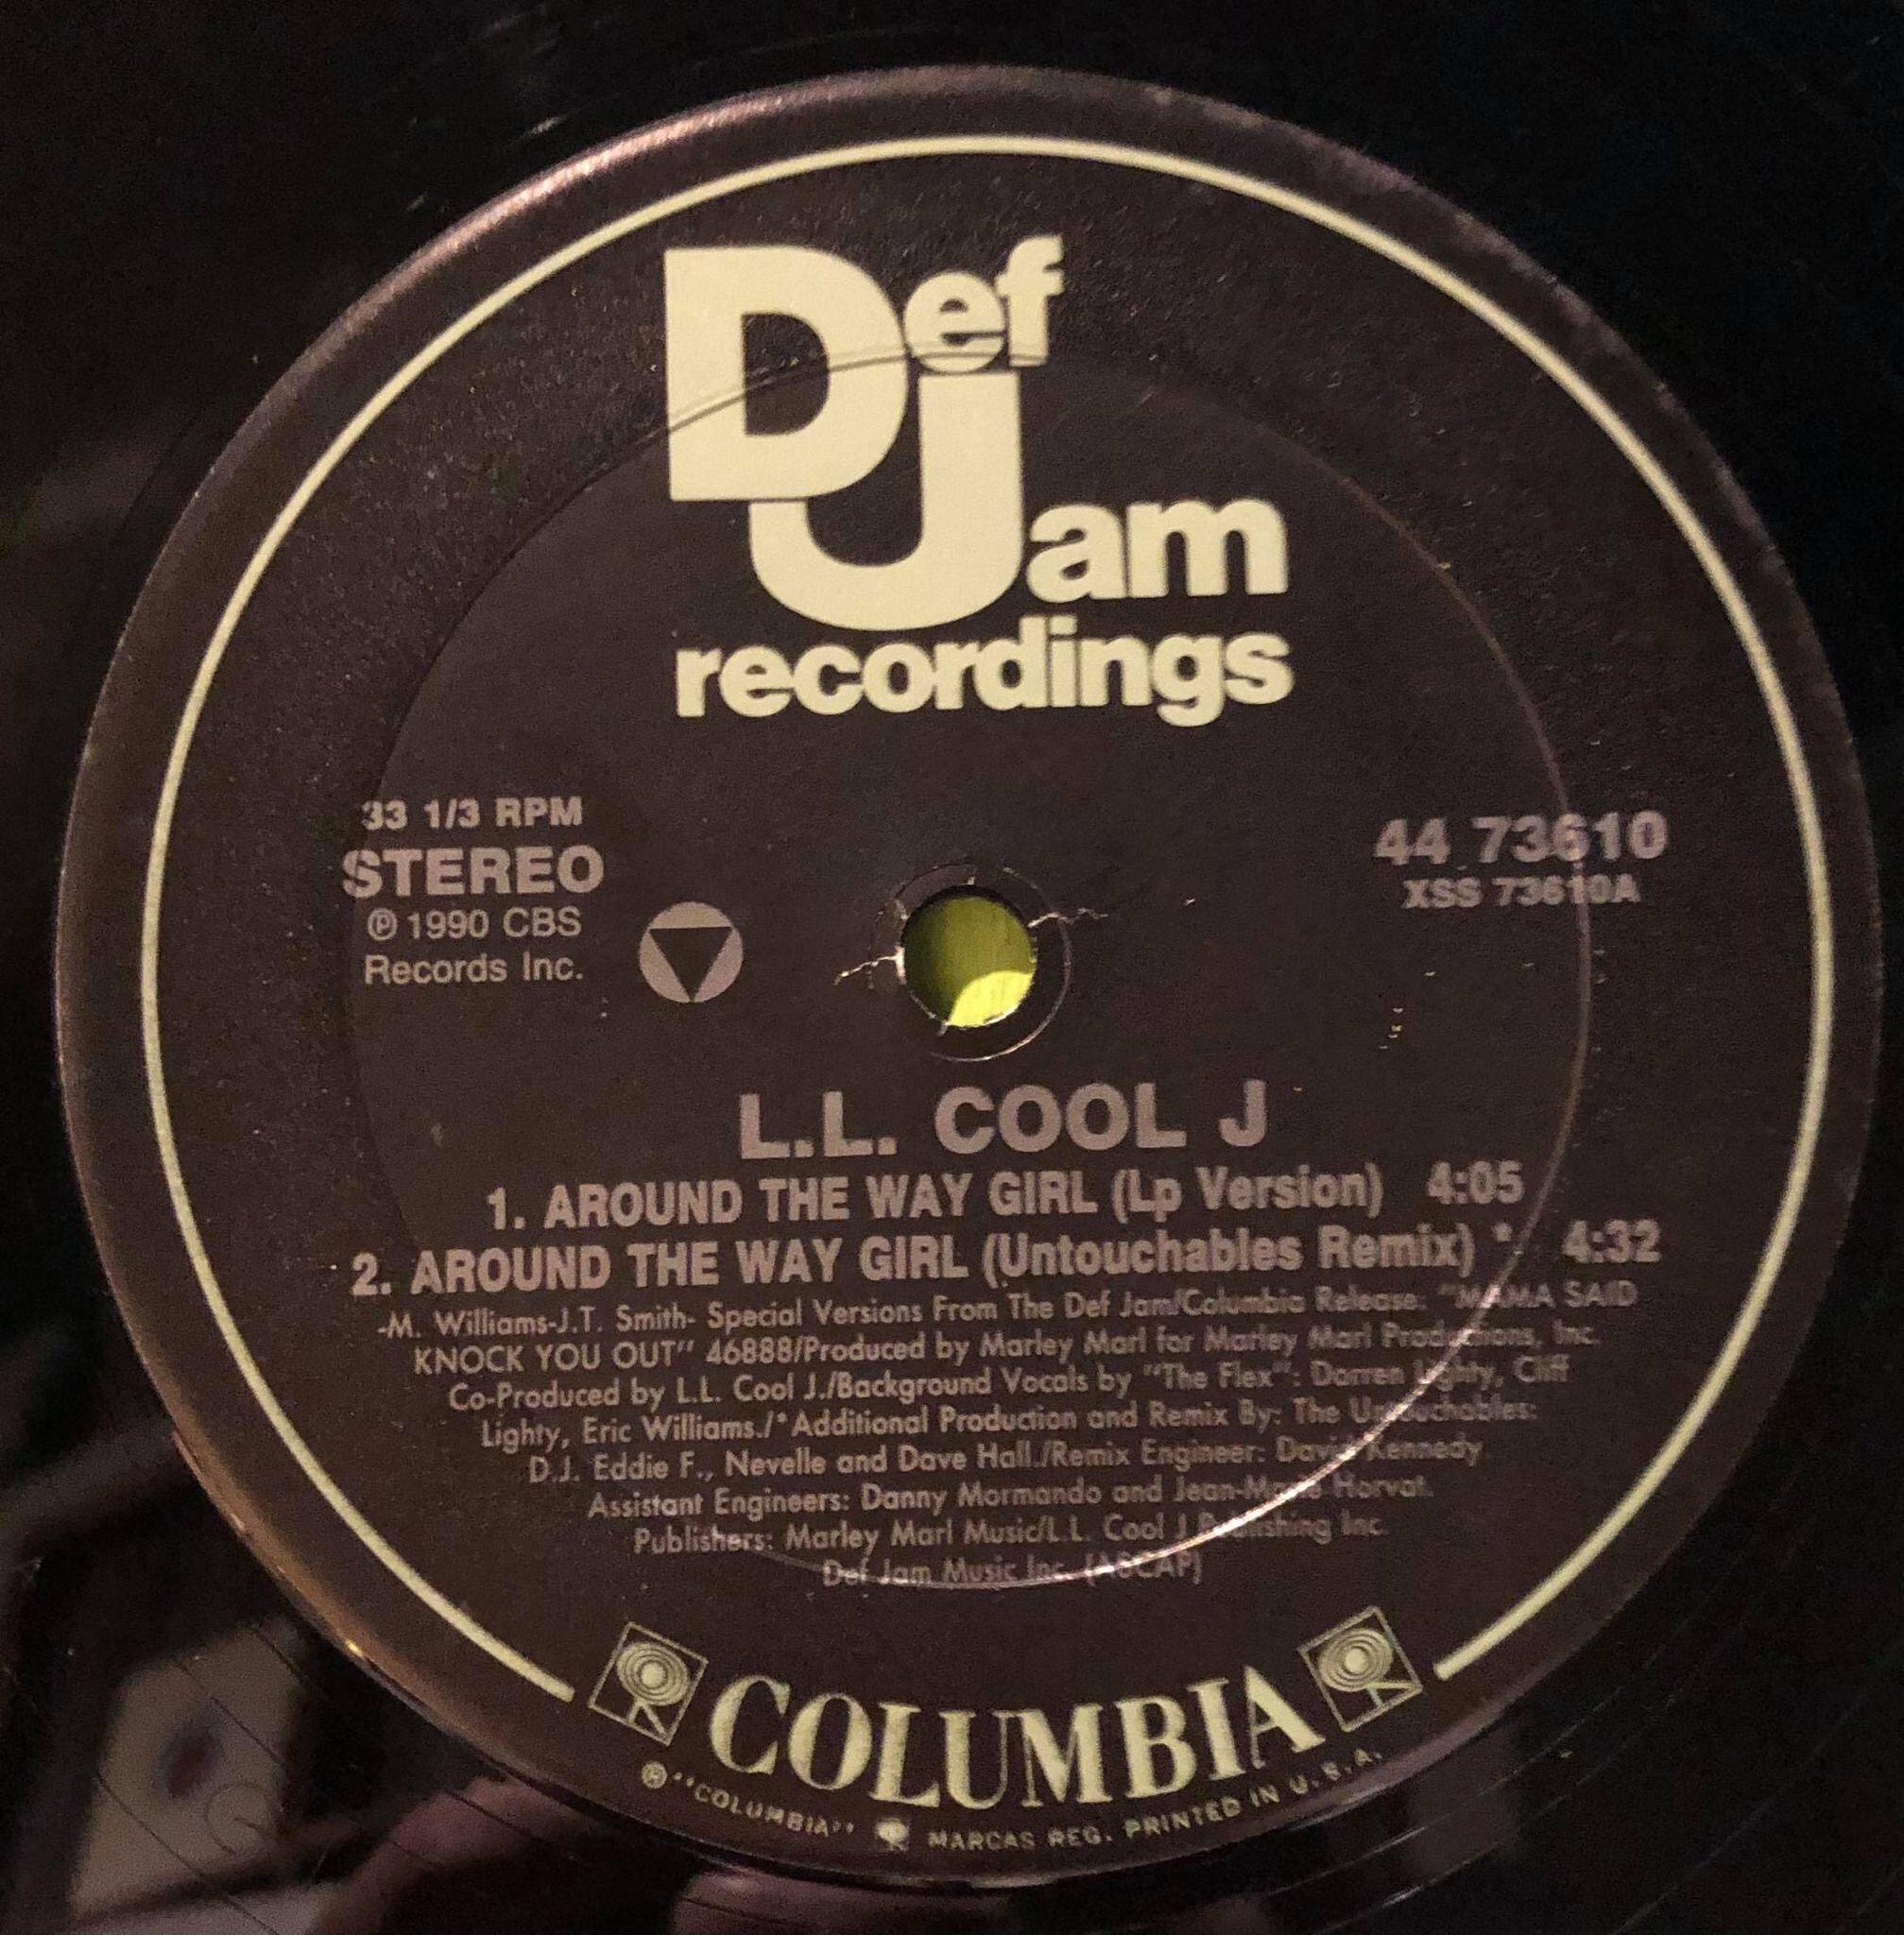 Def
Jam
recordings
33 1/3 RPM
STEREO
℗ 1990 CBS
Records Inc.
44 73610
XSS 73610A
L.L. COOL J
1. AROUND THE WAY GIRL (Lp Version) 4:05
2. AROUND THE WAY GIRL (Untouchables Remix) * 4:32
-M. Williams-J.T. Smith- Special Versions From The Def Jam/Columbia Release: "MAMA SAID
KNOCK YOU OUT" 46888/Produced by Marley Marl for Marley Marl Productions, Inc.
Co-Produced by L.L. Cool J./Background Vocals by "The Flex": Darren Lighty, Cliff
Lighty, Eric Williams./*Additional Production and Remix By: The Untouchables:
D.J. Eddie F., Nevelle and Dave Hall./Remix Engineer: David Kennedy.
Assistant Engineers: Danny Mormando and Jean-Marie Horvat.
Publishers: Marley Marl Music/L.L. Cool J Publishing Inc.
Def Jam Music Inc. (ASCAP)
COLUMBIA
® "COLUMBIA" MARCAS REG. PRINTED IN U.S.A.